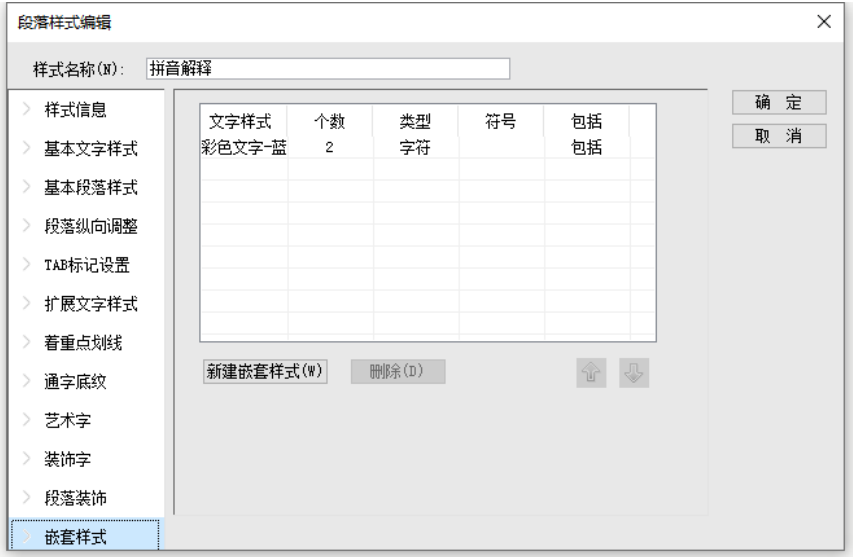 段落样式编辑
样式名称(N): 拼音解释
样式信息
基本文字样式
基本段落样式
段落纵向调整
TAB标记设置
扩展文字样式
着重点划线
通字底纹
艺术字
装饰字
段落装饰
嵌套样式
文字样式 个数 类型 符号 包括
彩色文字-蓝 2 字符 包括
新建嵌套样式(W) 删除(D)
确 定
取 消